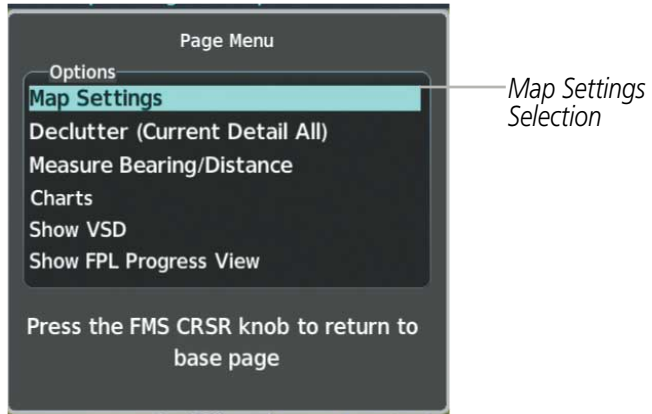 Page Menu
Options
Map Settings
Declutter (Current Detail All)
Measure Bearing/Distance
Charts
Show VSD
Show FPL Progress View
Press the FMS CRSR knob to return to
base page
Map Settings
Selection